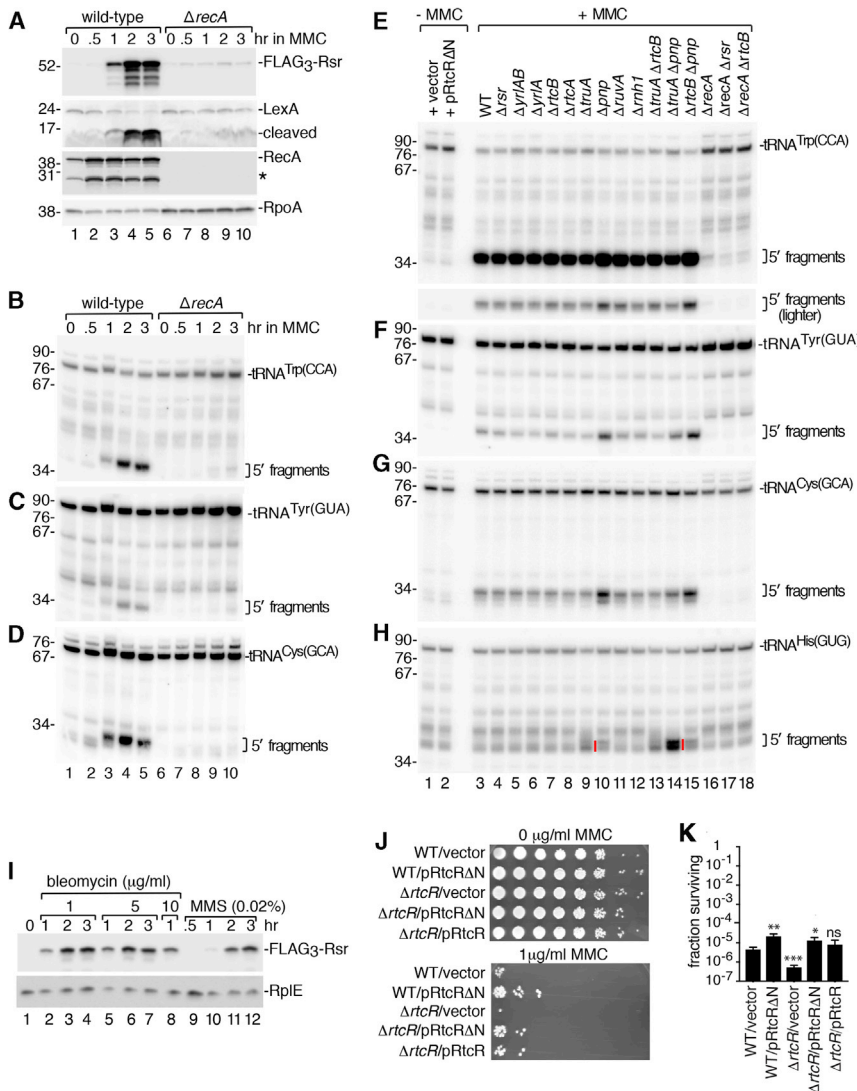 A
wild-type ΔrecA
0 .5 1 2 3 0 .5 1 2 3 hr in MMC
52- -FLAG3-Rsr
24- -LexA
17- -cleaved
38- -RecA
31- *
38- -RpoA
1 2 3 4 5 6 7 8 9 10
B
wild-type ΔrecA
0 .5 1 2 3 0 .5 1 2 3 hr in MMC
90-
76- -tRNATrp(CCA)
67-
34- ]5′ fragments
C
90-
76- -tRNATyr(GUA)
67-
34- ]5′ fragments
D
76-
67- -tRNACys(GCA)
34-
]5′ fragments
1 2 3 4 5 6 7 8 9 10
E
- MMC + MMC
+ vector
+ pRtcRΔN
WT
Δrsr
ΔyrlAB
ΔyrlA
ΔrtcB
ΔrtcA
ΔtruA
Δpnp
ΔruvA
Δrnh1
ΔtruA ΔrtcB
ΔtruA Δpnp
ΔrtcB Δpnp
ΔrecA
ΔrecA Δrsr
ΔrecA ΔrtcB
90-
76- -tRNATrp(CCA)
67-
34- ]5′ fragments
]5′ fragments
(lighter)
F
90-
76- -tRNATyr(GUA)
67-
34- ]5′ fragments
G
90-
76- -tRNACys(GCA)
67-
34- ]5′ fragments
H
90-
76- -tRNAHis(GUG)
67-
]5′ fragments
34-
1 2 3 4 5 6 7 8 9 10 11 12 13 14 15 16 17 18
I
bleomycin (μg/ml)
1 5 10 MMS (0.02%)
0 1 2 3 1 2 3 1 .5 1 2 3 hr
-FLAG3-Rsr
-RplE
1 2 3 4 5 6 7 8 9 10 11 12
J
0 μg/ml MMC
WT/vector
WT/pRtcRΔN
ΔrtcR/vector
ΔrtcR/pRtcRΔN
ΔrtcR/pRtcR
1μg/ml MMC
WT/vector
WT/pRtcRΔN
ΔrtcR/vector
ΔrtcR/pRtcRΔN
ΔrtcR/pRtcR
K
fraction surviving
1
10-1
10-2
10-3
10-4
10-5
10-6
10-7
** *** * ns
WT/vector
WT/pRtcRΔN
ΔrtcR/vector
ΔrtcR/pRtcRΔN
ΔrtcR/pRtcR